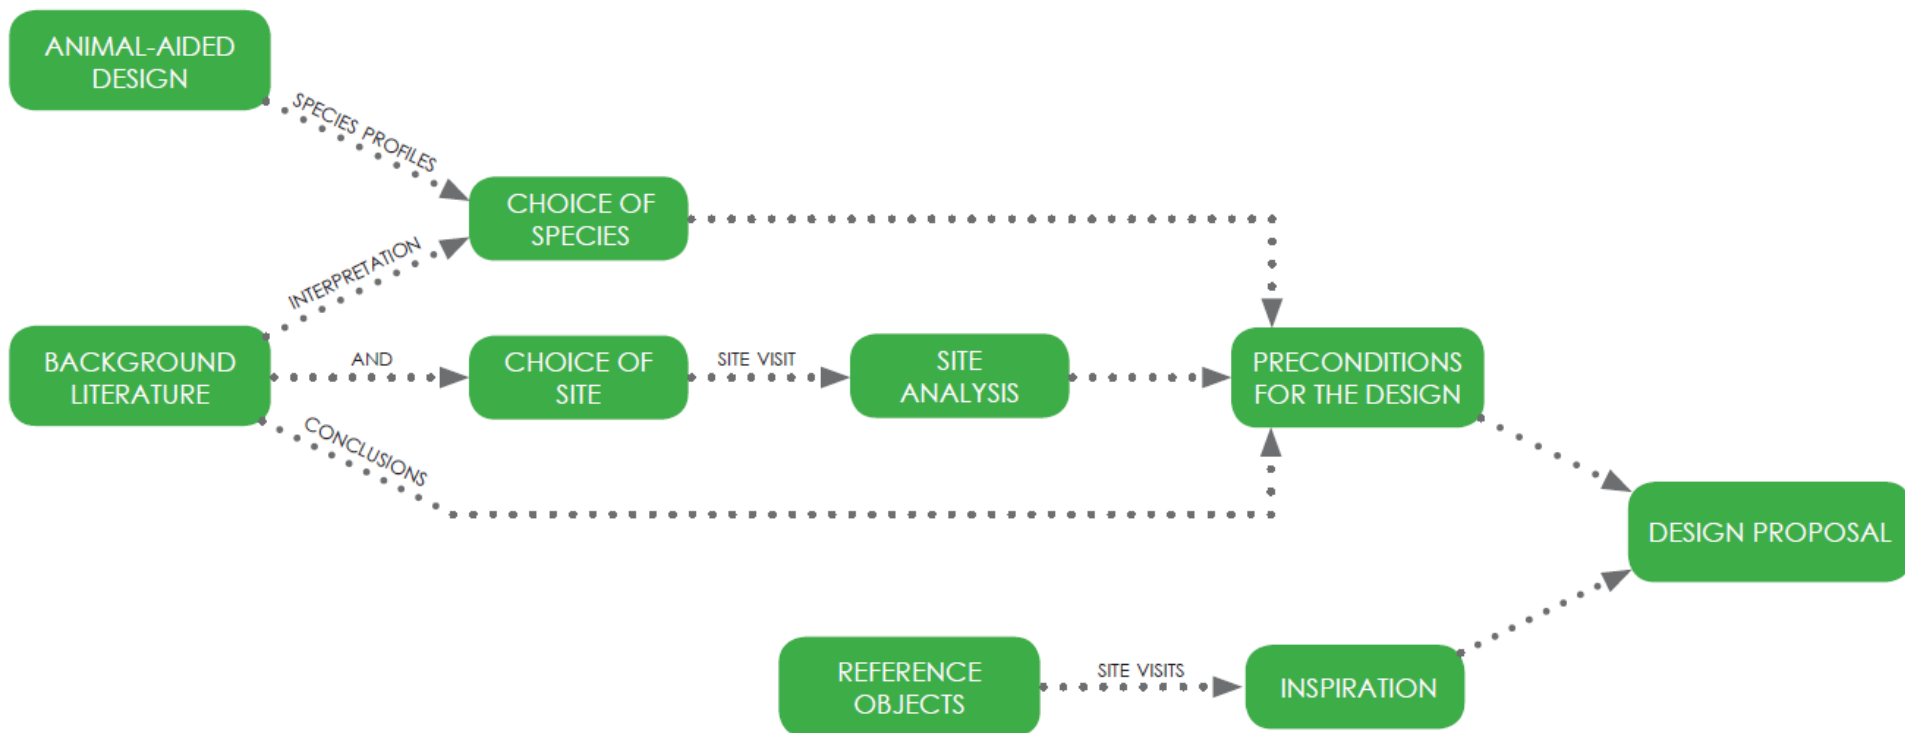 ANIMAL-AIDED
DESIGN
SPECIES PROFILES
CHOICE OF
SPECIES
INTERPRETATION
BACKGROUND
LITERATURE
AND
CHOICE OF
SITE
SITE VISIT
SITE
ANALYSIS
PRECONDITIONS
FOR THE DESIGN
CONCLUSIONS
DESIGN PROPOSAL
REFERENCE
OBJECTS
SITE VISITS
INSPIRATION